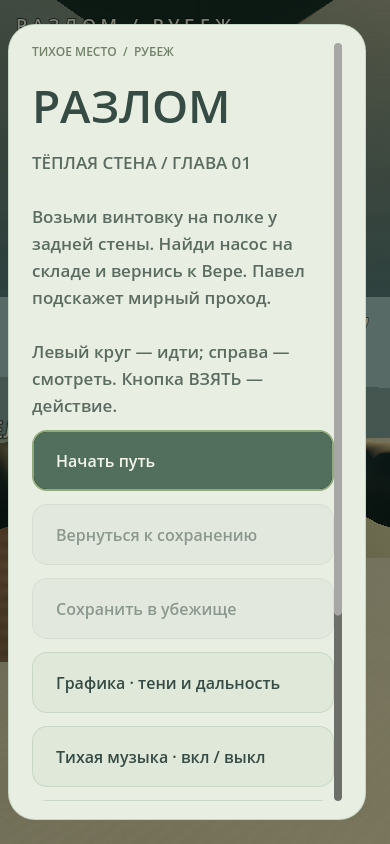 РАЗЛОМ / РУБЕЖ
ТИХОЕ МЕСТО / РУБЕЖ
РАЗЛОМ
ТЁПЛАЯ СТЕНА / ГЛАВА 01
Возьми винтовку на полке у
задней стены. Найди насос на
складе и вернись к Вере. Павел
подскажет мирный проход.
Левый круг — идти; справа —
смотреть. Кнопка ВЗЯТЬ —
действие.
Начать путь
Вернуться к сохранению
Сохранить в убежище
Графика · тени и дальность
Тихая музыка · вкл / выкл